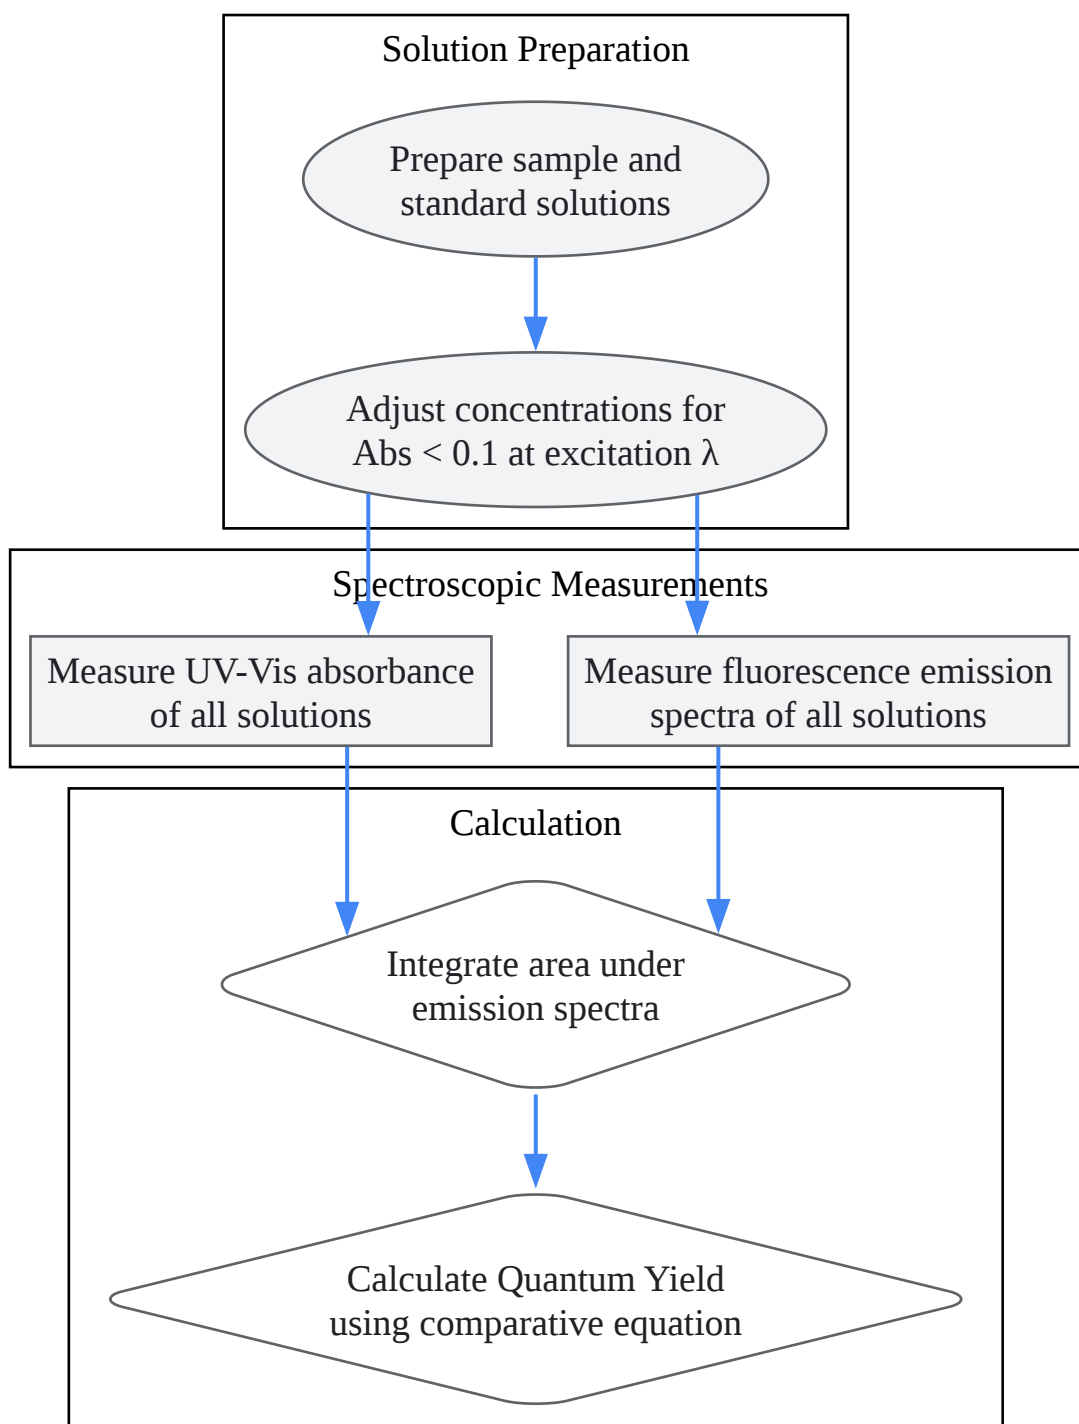 Solution Preparation
Prepare sample and
standard solutions
Adjust concentrations for
Abs < 0.1 at excitation λ
Spectroscopic Measurements
Measure UV-Vis absorbance
of all solutions
Measure fluorescence emission
spectra of all solutions
Calculation
Integrate area under
emission spectra
Calculate Quantum Yield
using comparative equation